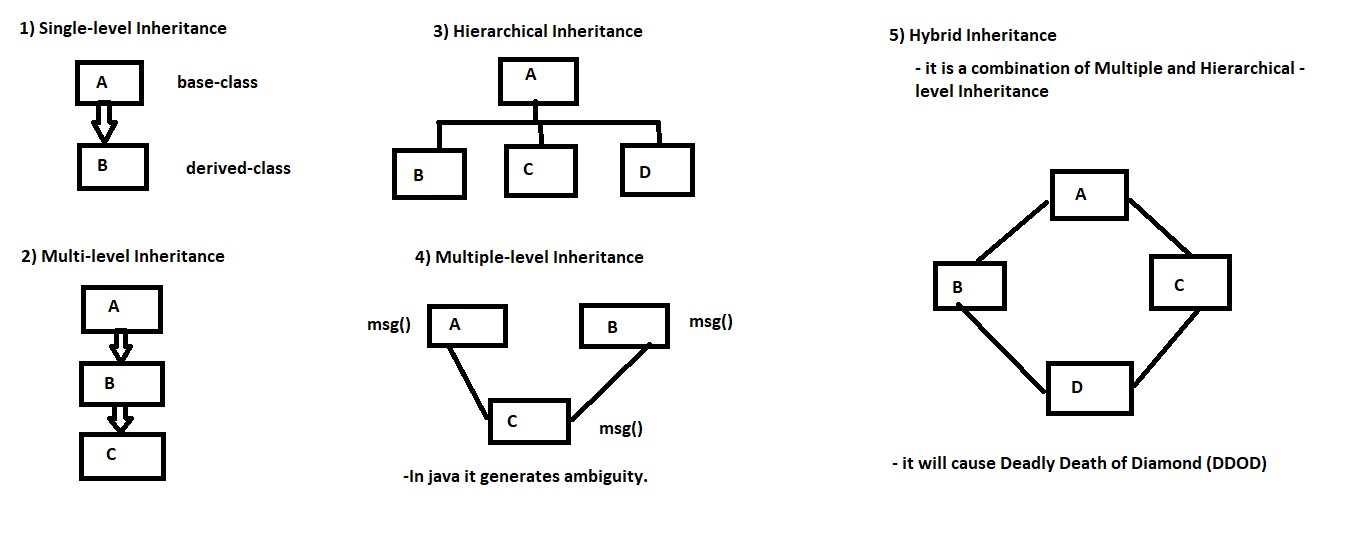 1) Single-level Inheritance
A
base-class
B
derived-class
2) Multi-level Inheritance
A
B
C
3) Hierarchical Inheritance
A
B
C
D
4) Multiple-level Inheritance
msg()
A
B
msg()
C
msg()
-In java it generates ambiguity.
5) Hybrid Inheritance
- it is a combination of Multiple and Hierarchical -
level Inheritance
A
B
C
D
- it will cause Deadly Death of Diamond (DDOD)